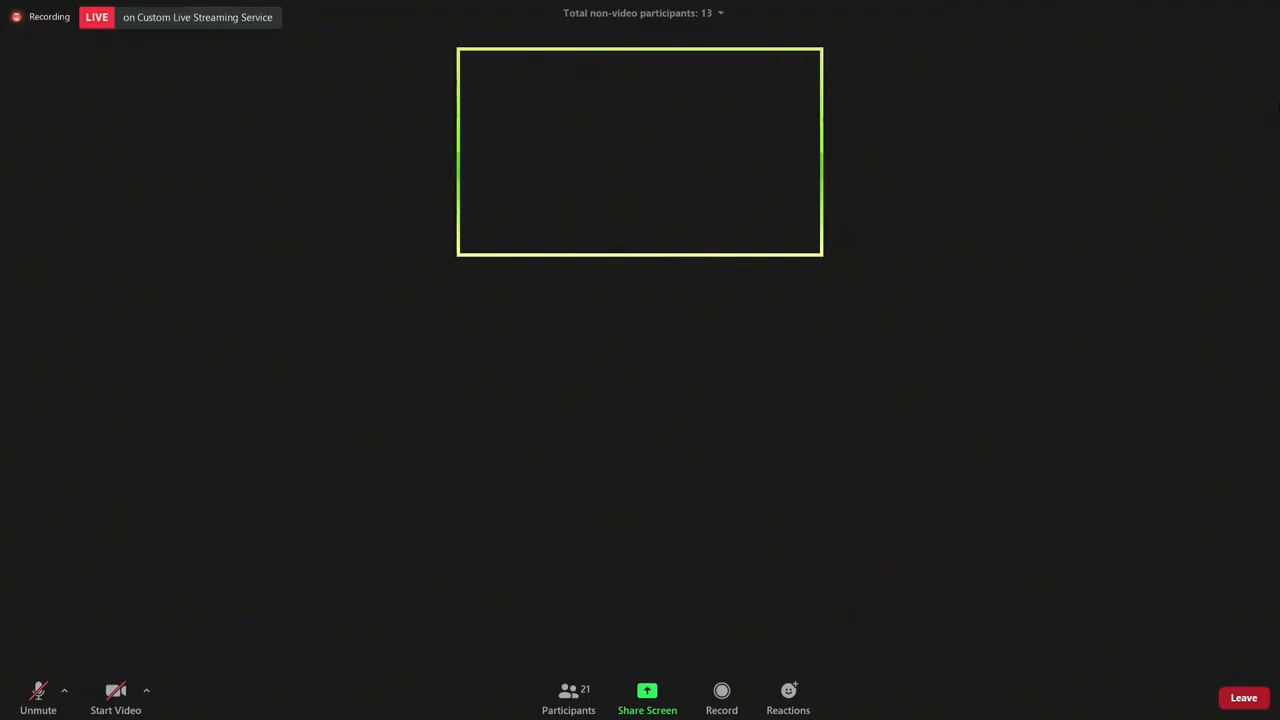 Recording
LIVE on Custom Live Streaming Service
Total non-video participants: 13
Unmute
Start Video
21
Participants
Share Screen
Record
Reactions
Leave